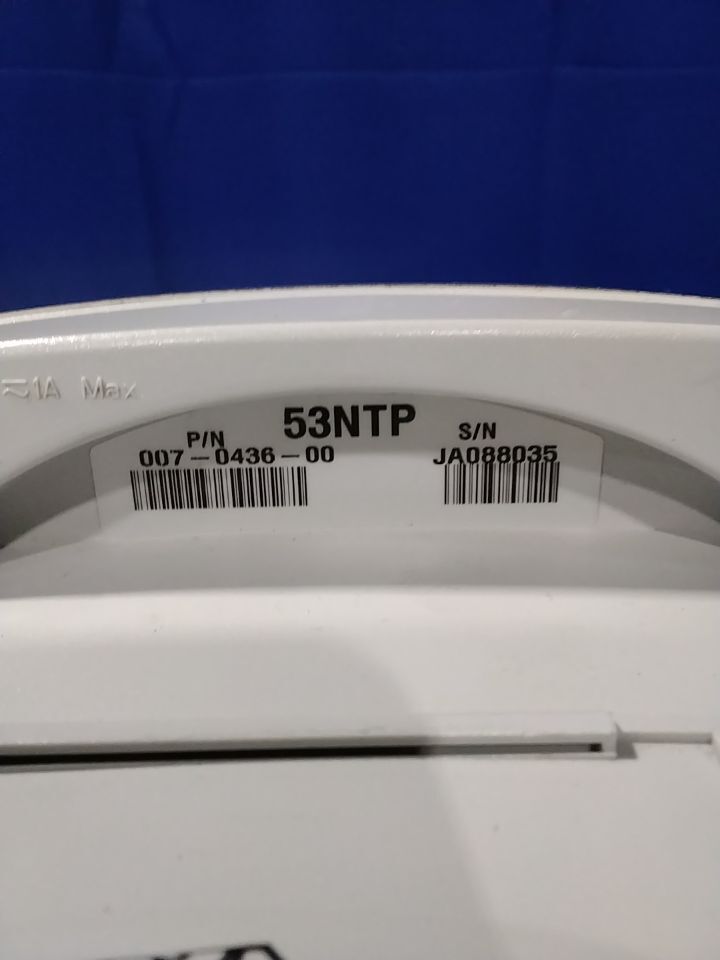 ⎓1A Max
53NTP
P/N
007-0436-00
S/N
JA088035